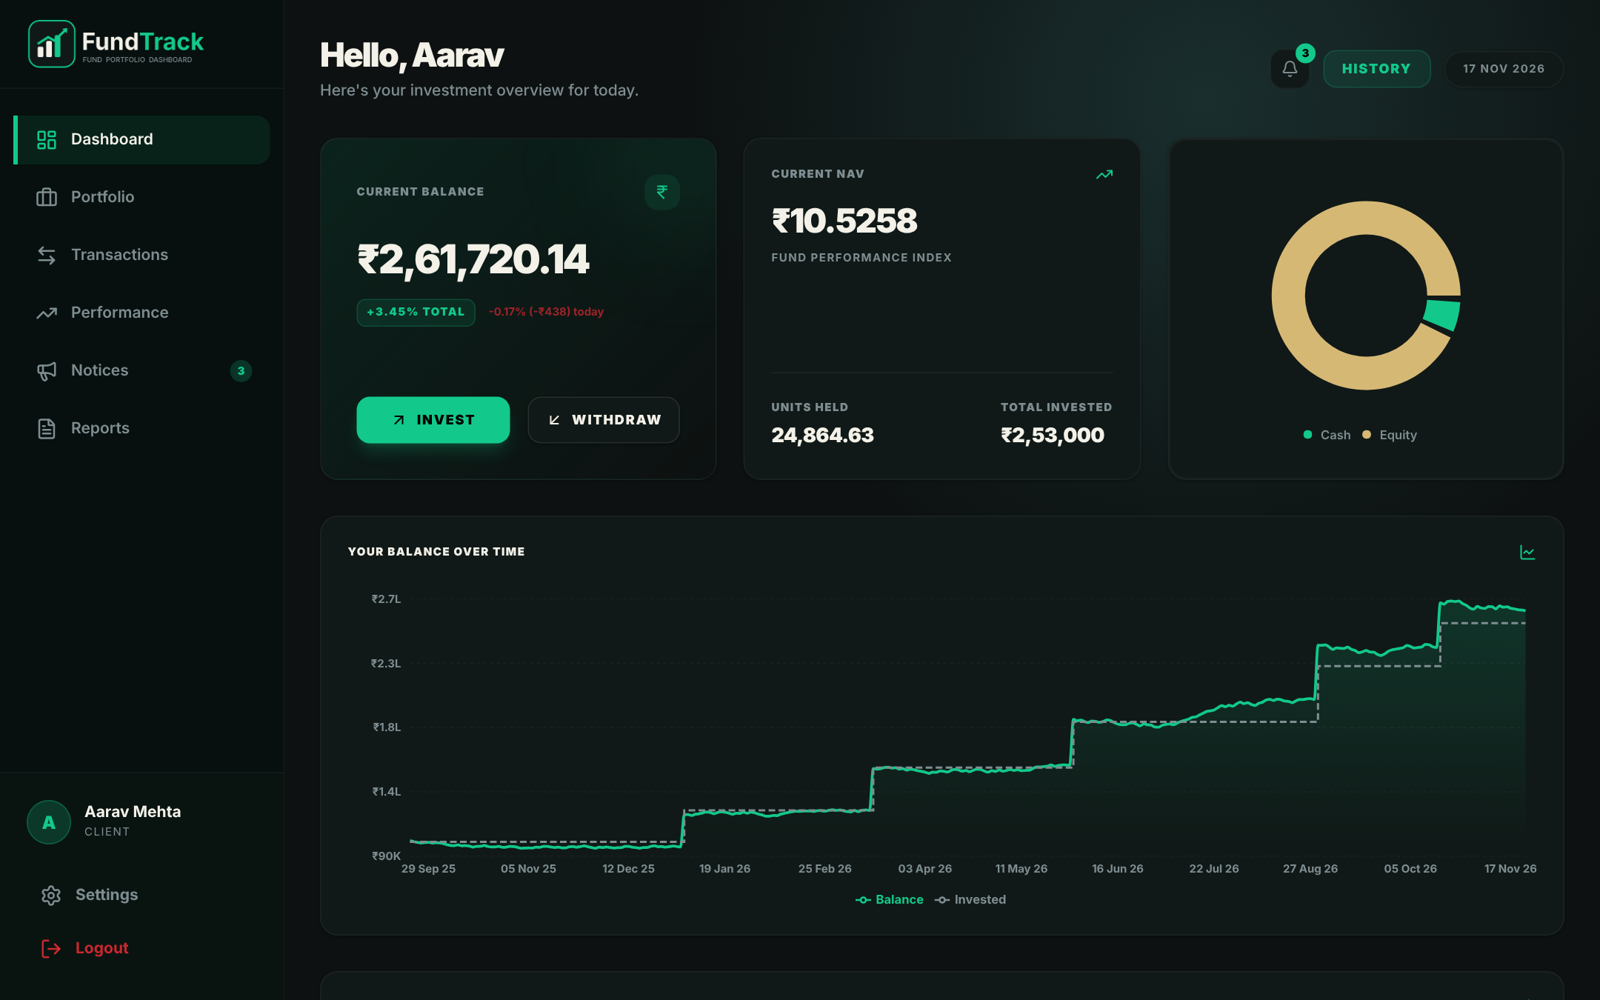 FundTrack
FUND PORTFOLIO DASHBOARD
Dashboard
Portfolio
Transactions
Performance
Notices 3
Reports
Aarav Mehta
A
CLIENT
Settings
Logout
Hello, Aarav
Here's your investment overview for today.
3
HISTORY
17 NOV 2026
CURRENT BALANCE
₹
₹2,61,720.14
+3.45% TOTAL -0.17% (-₹438) today
INVEST WITHDRAW
CURRENT NAV
₹10.5258
FUND PERFORMANCE INDEX
UNITS HELD TOTAL INVESTED
24,864.63 ₹2,53,000
Cash Equity
YOUR BALANCE OVER TIME
₹2.7L
₹2.3L
₹1.8L
₹1.4L
₹90K
29 Sep 25 05 Nov 25 12 Dec 25 19 Jan 26 25 Feb 26 03 Apr 26 11 May 26 16 Jun 26 22 Jul 26 27 Aug 26 05 Oct 26 17 Nov 26
Balance Invested